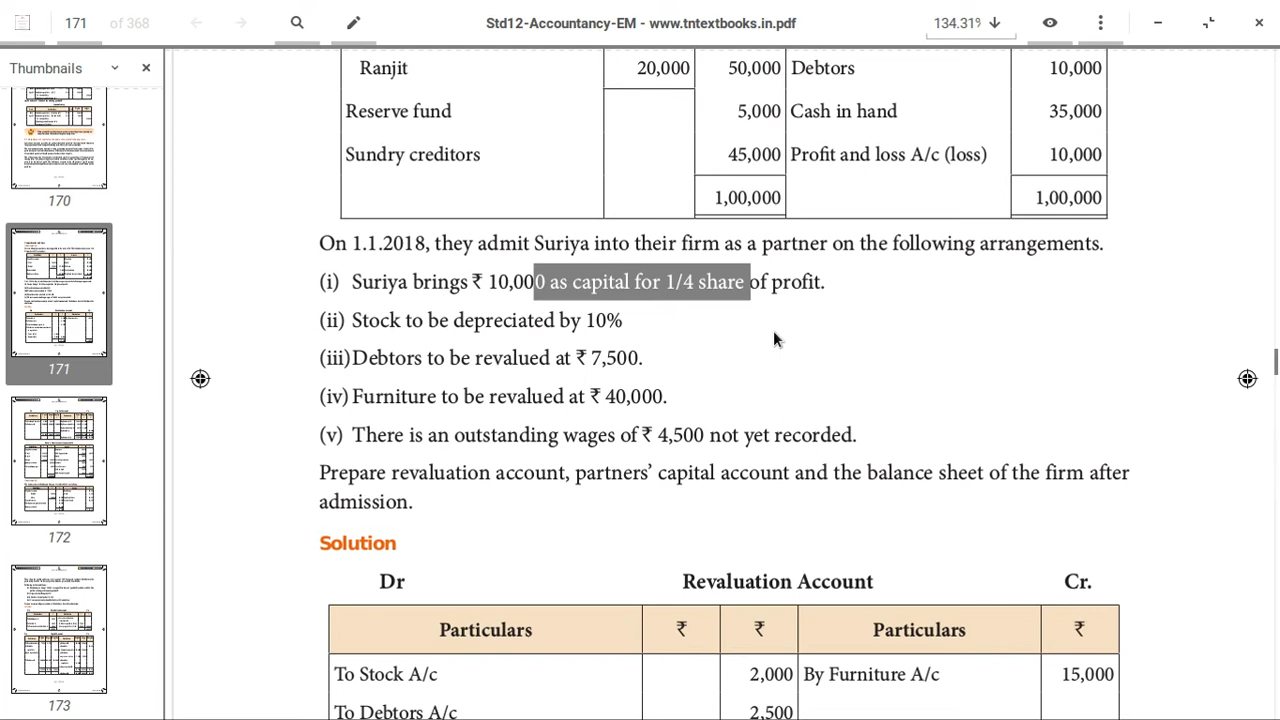 171 of 368 Std12-Accountancy-EM - www.tntextbooks.in.pdf 134.31%
Thumbnails
170
171
172
173
Ranjit 20,000 50,000 Debtors 10,000
Reserve fund 5,000 Cash in hand 35,000
Sundry creditors 45,000 Profit and loss A/c (loss) 10,000
1,00,000 1,00,000
On 1.1.2018, they admit Suriya into their firm as a partner on the following arrangements.
(i) Suriya brings ₹ 10,000 as capital for 1/4 share of profit.
(ii) Stock to be depreciated by 10%
(iii) Debtors to be revalued at ₹ 7,500.
(iv) Furniture to be revalued at ₹ 40,000.
(v) There is an outstanding wages of ₹ 4,500 not yet recorded.
Prepare revaluation account, partners’ capital account and the balance sheet of the firm after
admission.
Solution
Dr Revaluation Account Cr.
Particulars ₹ ₹ Particulars ₹
To Stock A/c 2,000 By Furniture A/c 15,000
To Debtors A/c 2,500